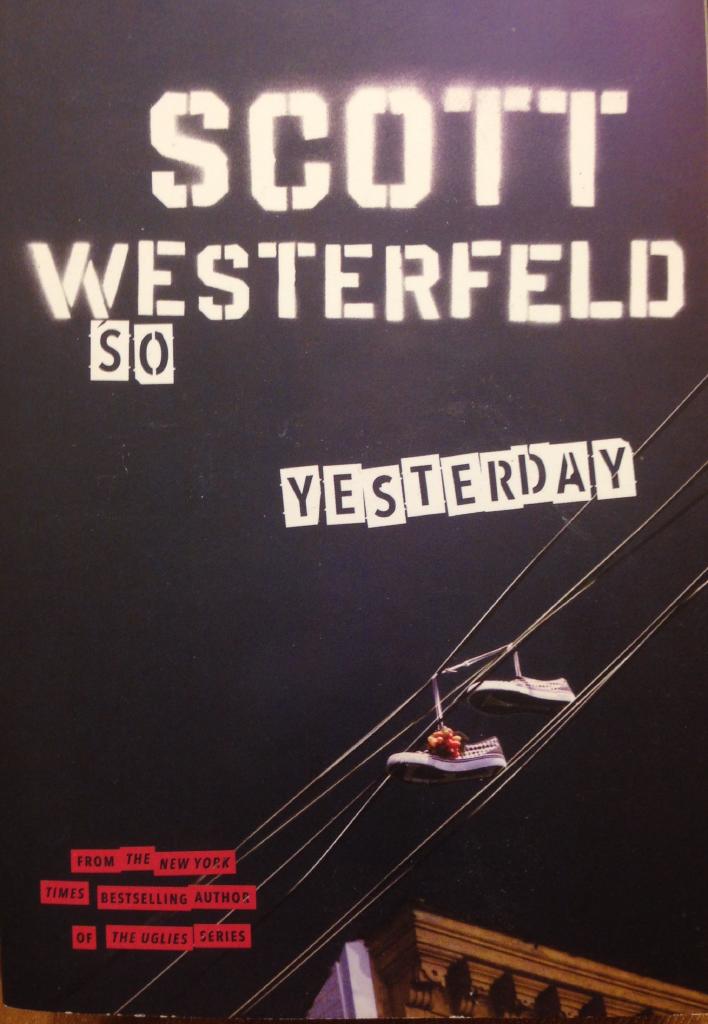 SCOTT
WESTERFELD
SO
YESTERDAY
FROM THE NEW YORK
TIMES BESTSELLING AUTHOR
OF THE UGLIES SERIES